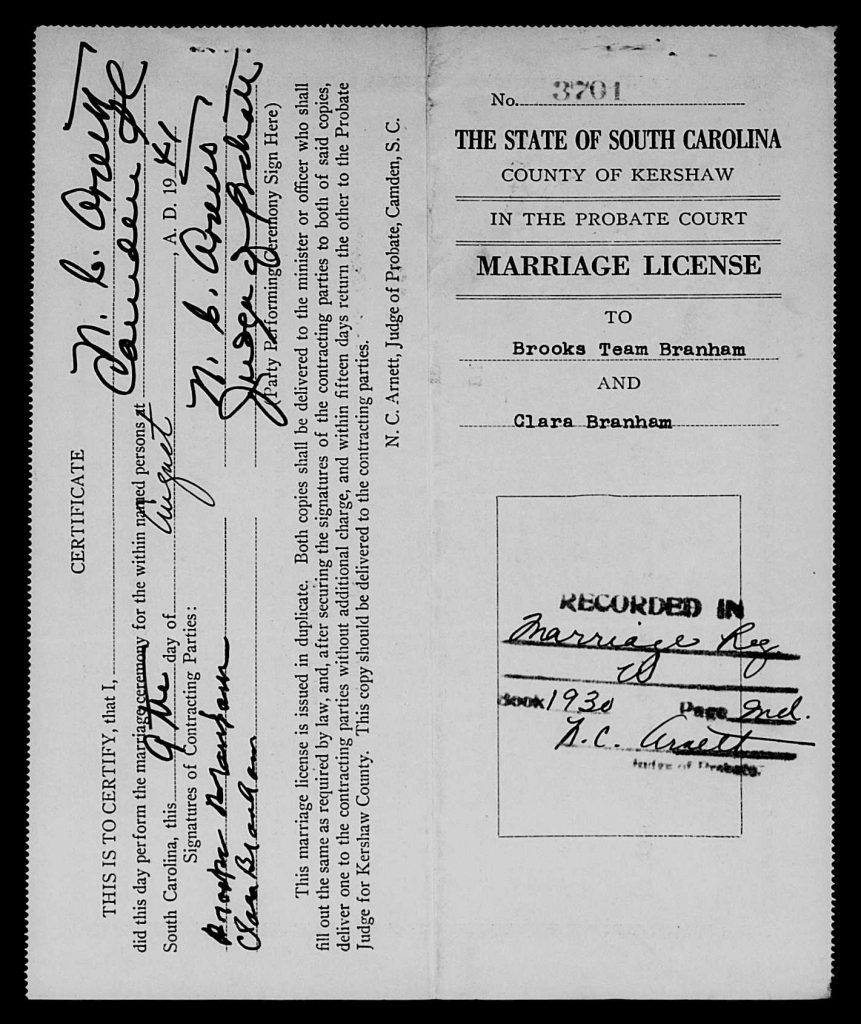 CERTIFICATE
THIS IS TO CERTIFY, that I, N. C. Arnett
did this day perform the marriage ceremony for the within named persons at Camden SC
South Carolina, this 9 the day of August, A. D. 1941
Signatures of Contracting Parties:
N. C. Arnett
Brooks Branham
Judge of Probate
Clara Branham
(Party Performing Ceremony Sign Here)
This marriage license is issued in duplicate. Both copies shall be delivered to the minister or officer who shall
fill out the same as required by law, and, after securing the signatures of the contracting parties to both of said copies,
deliver one to the contracting parties without additional charge, and within fifteen days return the other to the Probate
Judge for Kershaw County. This copy should be delivered to the contracting parties.
N. C. Arnett, Judge of Probate, Camden, S. C.
No. 3701
THE STATE OF SOUTH CAROLINA
COUNTY OF KERSHAW
IN THE PROBATE COURT
MARRIAGE LICENSE
TO
Brooks Team Branham
AND
Clara Branham
RECORDED IN
Marriage Reg
Book 1930 Page Ind.
N. C. Arnett
Judge of Probate.